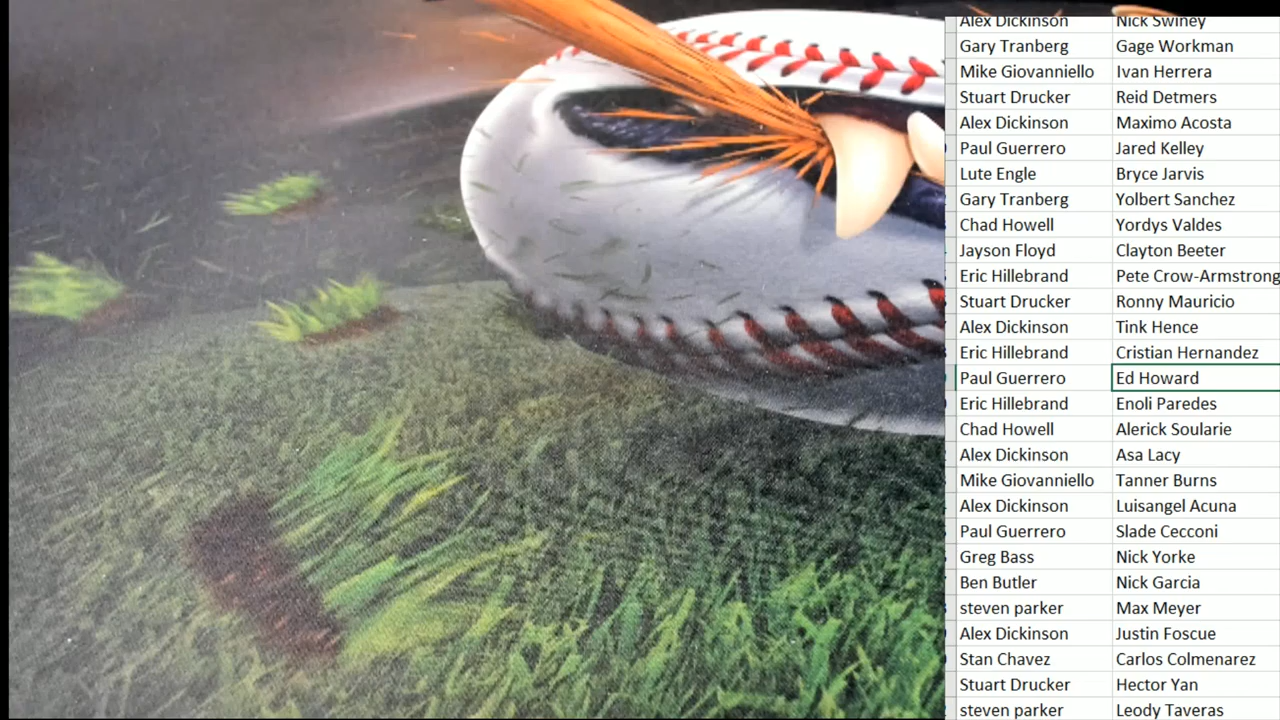 Alex Dickinson Nick Swiney
Gary Tranberg Gage Workman
Mike Giovanniello Ivan Herrera
Stuart Drucker Reid Detmers
Alex Dickinson Maximo Acosta
Paul Guerrero Jared Kelley
Lute Engle Bryce Jarvis
Gary Tranberg Yolbert Sanchez
Chad Howell Yordys Valdes
Jayson Floyd Clayton Beeter
Eric Hillebrand Pete Crow-Armstrong
Stuart Drucker Ronny Mauricio
Alex Dickinson Tink Hence
Eric Hillebrand Cristian Hernandez
Paul Guerrero Ed Howard
Eric Hillebrand Enoli Paredes
Chad Howell Alerick Soularie
Alex Dickinson Asa Lacy
Mike Giovanniello Tanner Burns
Alex Dickinson Luisangel Acuna
Paul Guerrero Slade Cecconi
Greg Bass Nick Yorke
Ben Butler Nick Garcia
steven parker Max Meyer
Alex Dickinson Justin Foscue
Stan Chavez Carlos Colmenarez
Stuart Drucker Hector Yan
steven parker Leody Taveras